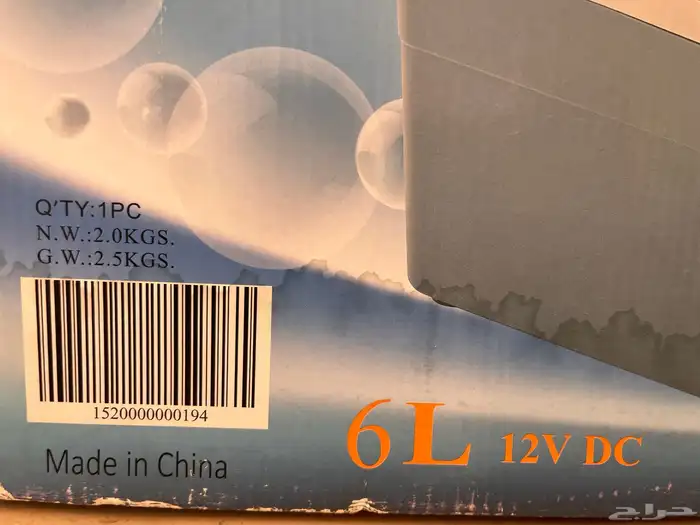 Q'TY:1PC
N.W.:2.0KGS.
G.W.:2.5KGS.
1520000000194
Made in China
6L 12V DC
حراج